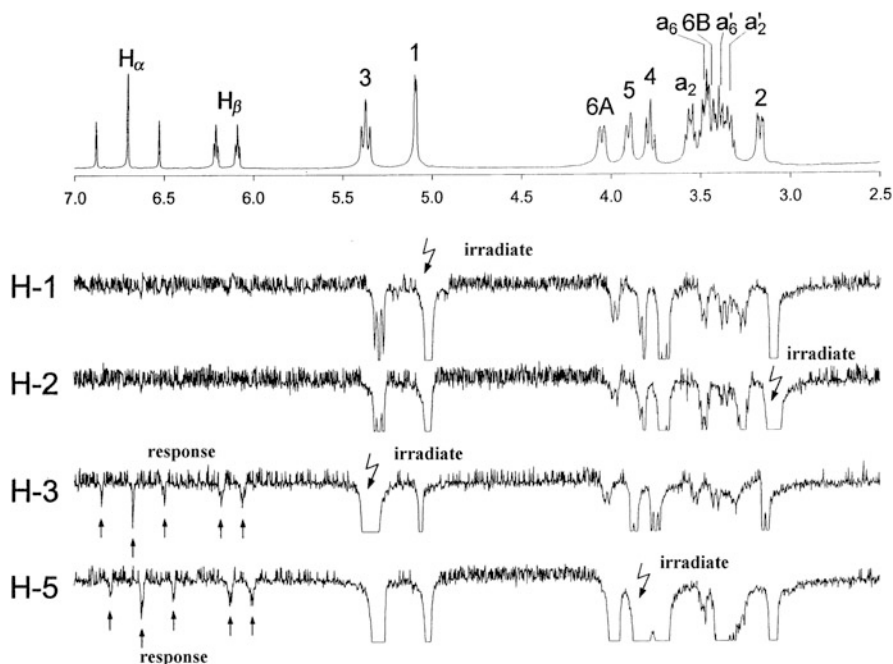 a₆ 6B a'₆ a'₂
Hα
Hβ
3
1
6A
5
4
a₂
2
7.0 6.5 6.0 5.5 5.0 4.5 4.0 3.5 3.0 2.5
irradiate
H-1
irradiate
H-2
response
irradiate
H-3
irradiate
H-5
response